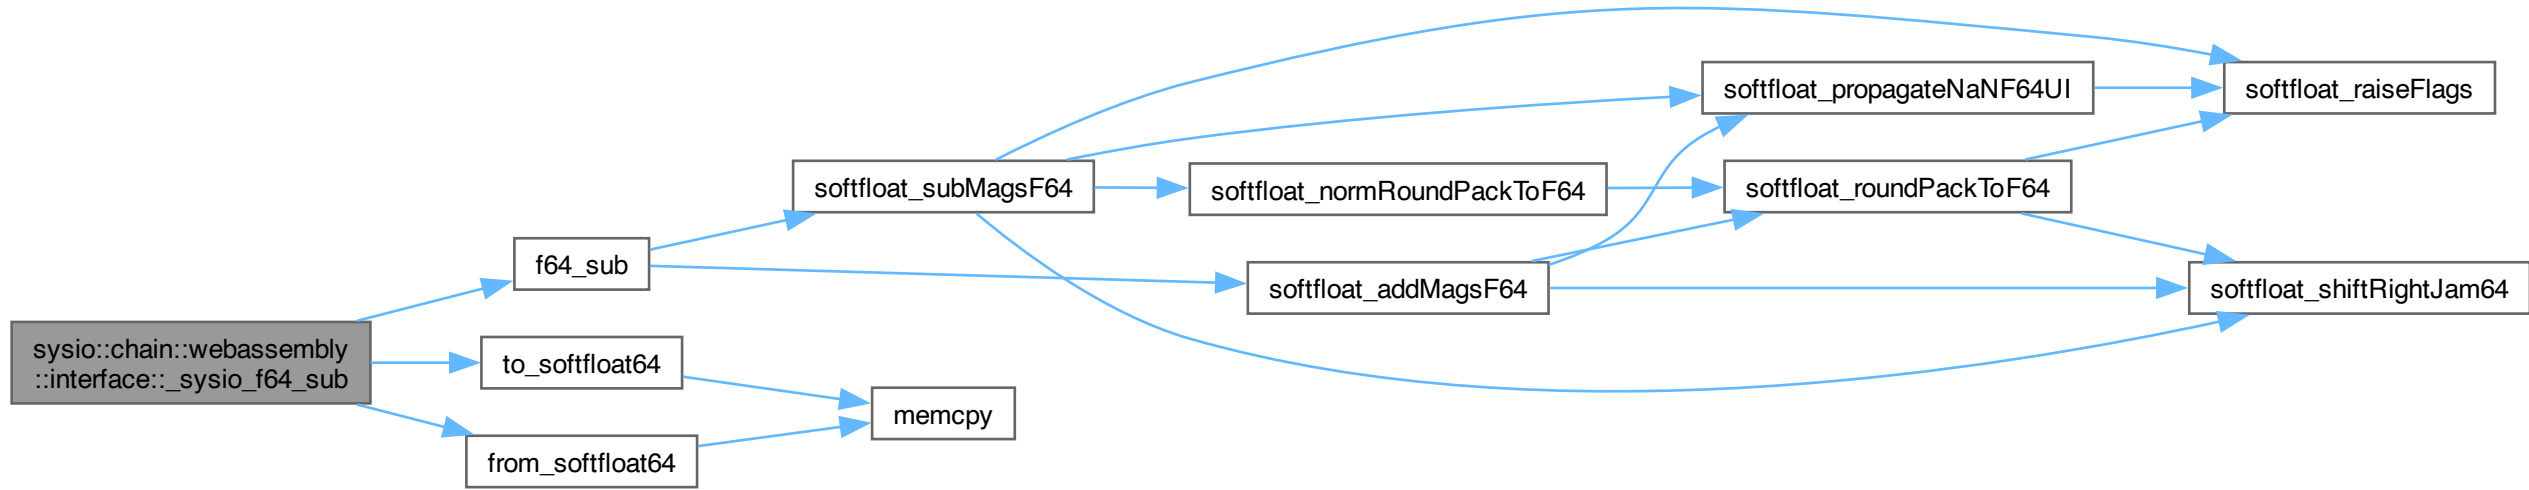 sysio::chain::webassembly
::interface::_sysio_f64_sub
f64_sub
to_softfloat64
from_softfloat64
memcpy
softfloat_subMagsF64
softfloat_normRoundPackToF64
softfloat_addMagsF64
softfloat_propagateNaNF64UI
softfloat_roundPackToF64
softfloat_raiseFlags
softfloat_shiftRightJam64